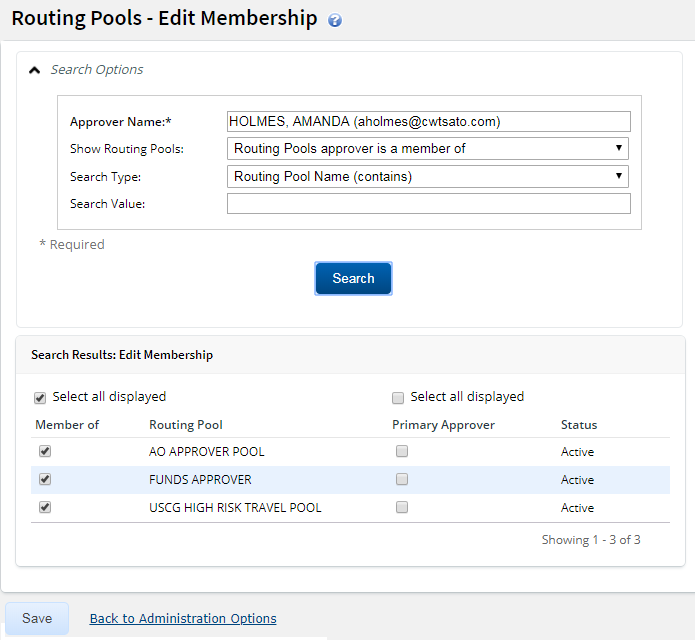 Routing Pools - Edit Membership ?
Search Options
Approver Name:* HOLMES, AMANDA (aholmes@cwtsato.com)
Show Routing Pools: Routing Pools approver is a member of
Search Type: Routing Pool Name (contains)
Search Value:
* Required
Search
Search Results: Edit Membership
Select all displayed Select all displayed
Member of Routing Pool Primary Approver Status
AO APPROVER POOL Active
FUNDS APPROVER Active
USCG HIGH RISK TRAVEL POOL Active
Showing 1 - 3 of 3
Save Back to Administration Options